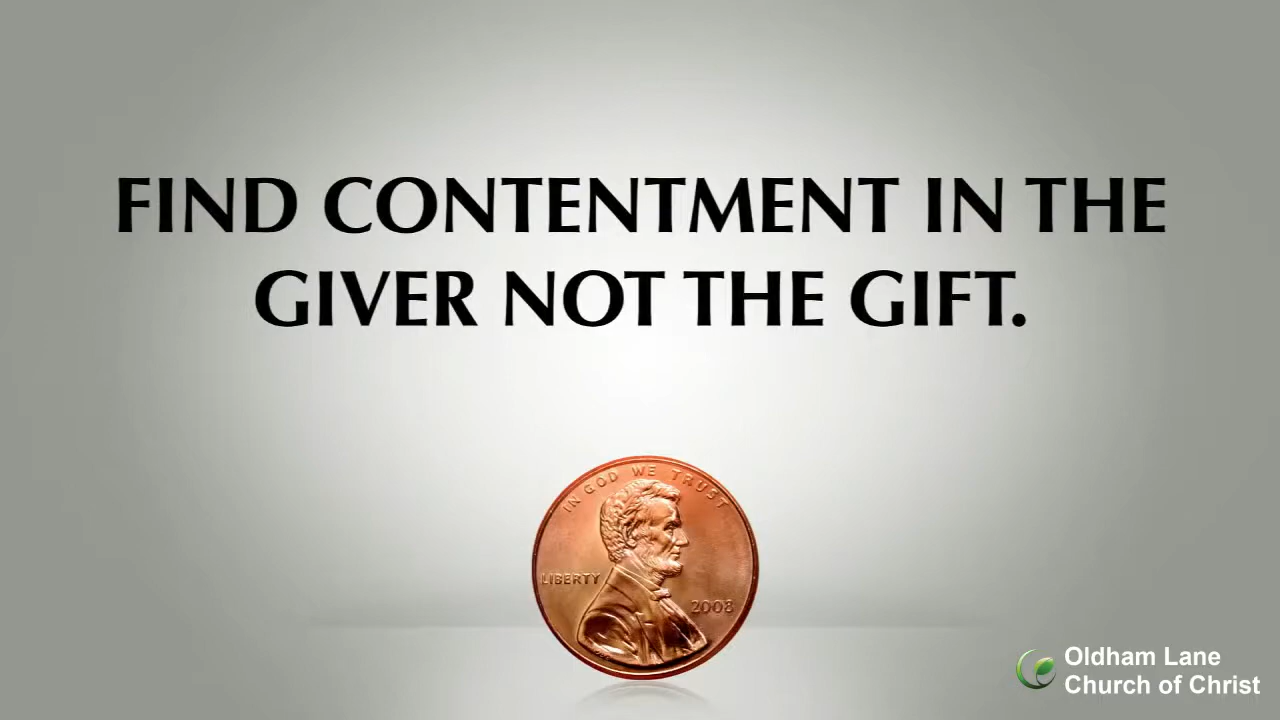 FIND CONTENTMENT IN THE
GIVER NOT THE GIFT.
IN GOD WE TRUST
LIBERTY
2008
Oldham Lane
Church of Christ